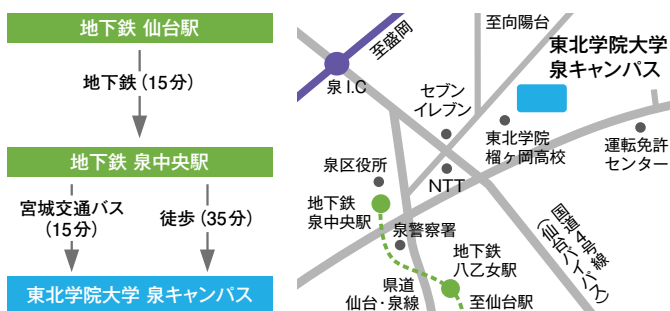 地下鉄 仙台駅
地下鉄（15分）
地下鉄 泉中央駅
宮城交通バス
（15分）
徒歩（35分）
東北学院大学 泉キャンパス
至盛岡
至向陽台
東北学院大学
泉キャンパス
泉 I.C
セブン
イレブン
東北学院
榴ヶ岡高校
運転免許
センター
泉区役所
NTT
地下鉄
泉中央駅
泉警察署
地下鉄
八乙女駅
県道
仙台・泉線
至仙台駅
国道4号線
（仙台バイパス）